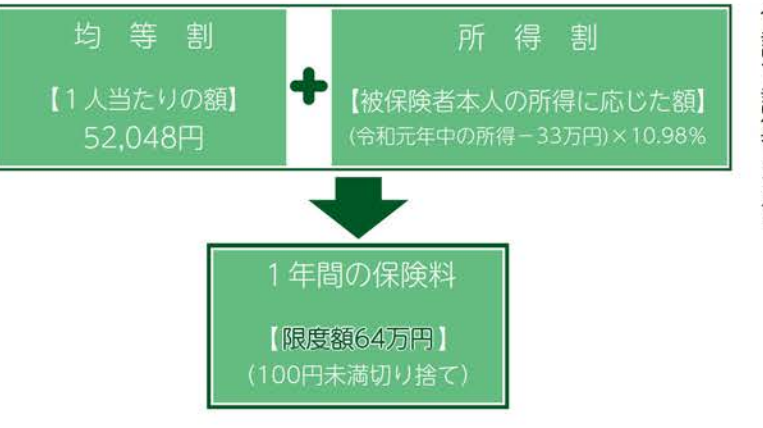 均 等 割
【1人当たりの額】
52,048円
+
所 得 割
【被保険者本人の所得に応じた額】
(令和元年中の所得－33万円)×10.98%
1年間の保険料
【限度額64万円】
(100円未満切り捨て)